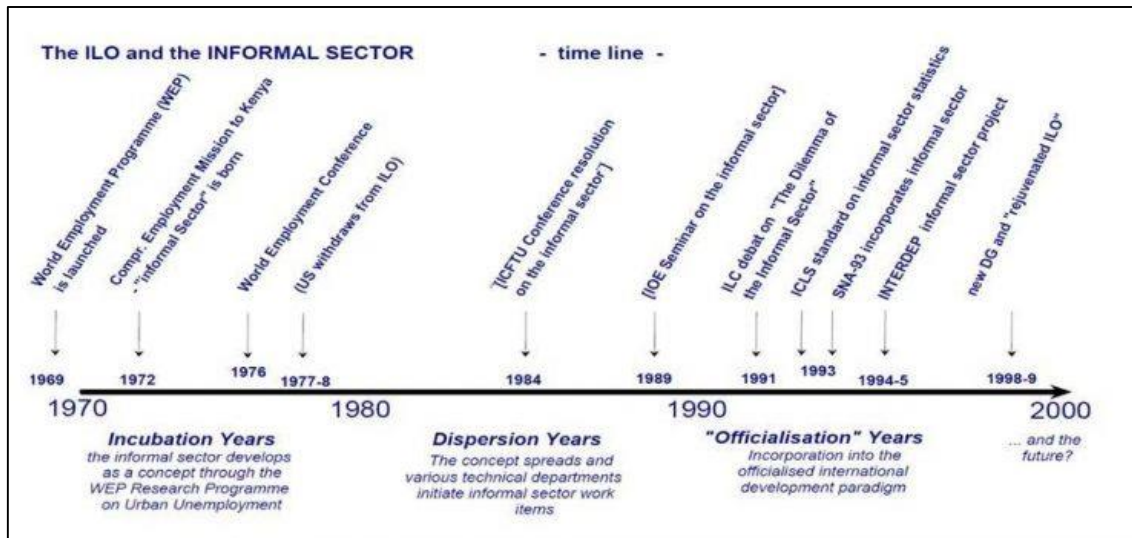 The ILO and the INFORMAL SECTOR - time line -
World Employment Programme (WEP)
is launched
Compr. Employment Mission to Kenya
- "informal Sector" is born
World Employment Conference
(US withdraws from ILO)
[ICFTU Conference resolution
on the informal sector"]
[IOE Seminar on the informal sector]
ILC debat on "The Dilemma of
the Informal Sector"
ICLS standard on informal sector statistics
SNA-93 incorporates informal sector
INTERDEP informal sector project
new DG and "rejuvenated ILO"
1969 1972 1976 1977-8 1984 1989 1991 1993 1994-5 1998-9
1970 1980 1990 2000
Incubation Years
the informal sector develops
as a concept through the
WEP Research Programme
on Urban Unemployment
Dispersion Years
The concept spreads and
various technical departments
initiate informal sector work
items
"Officialisation" Years
Incorporation into the
officialised international
development paradigm
... and the
future?